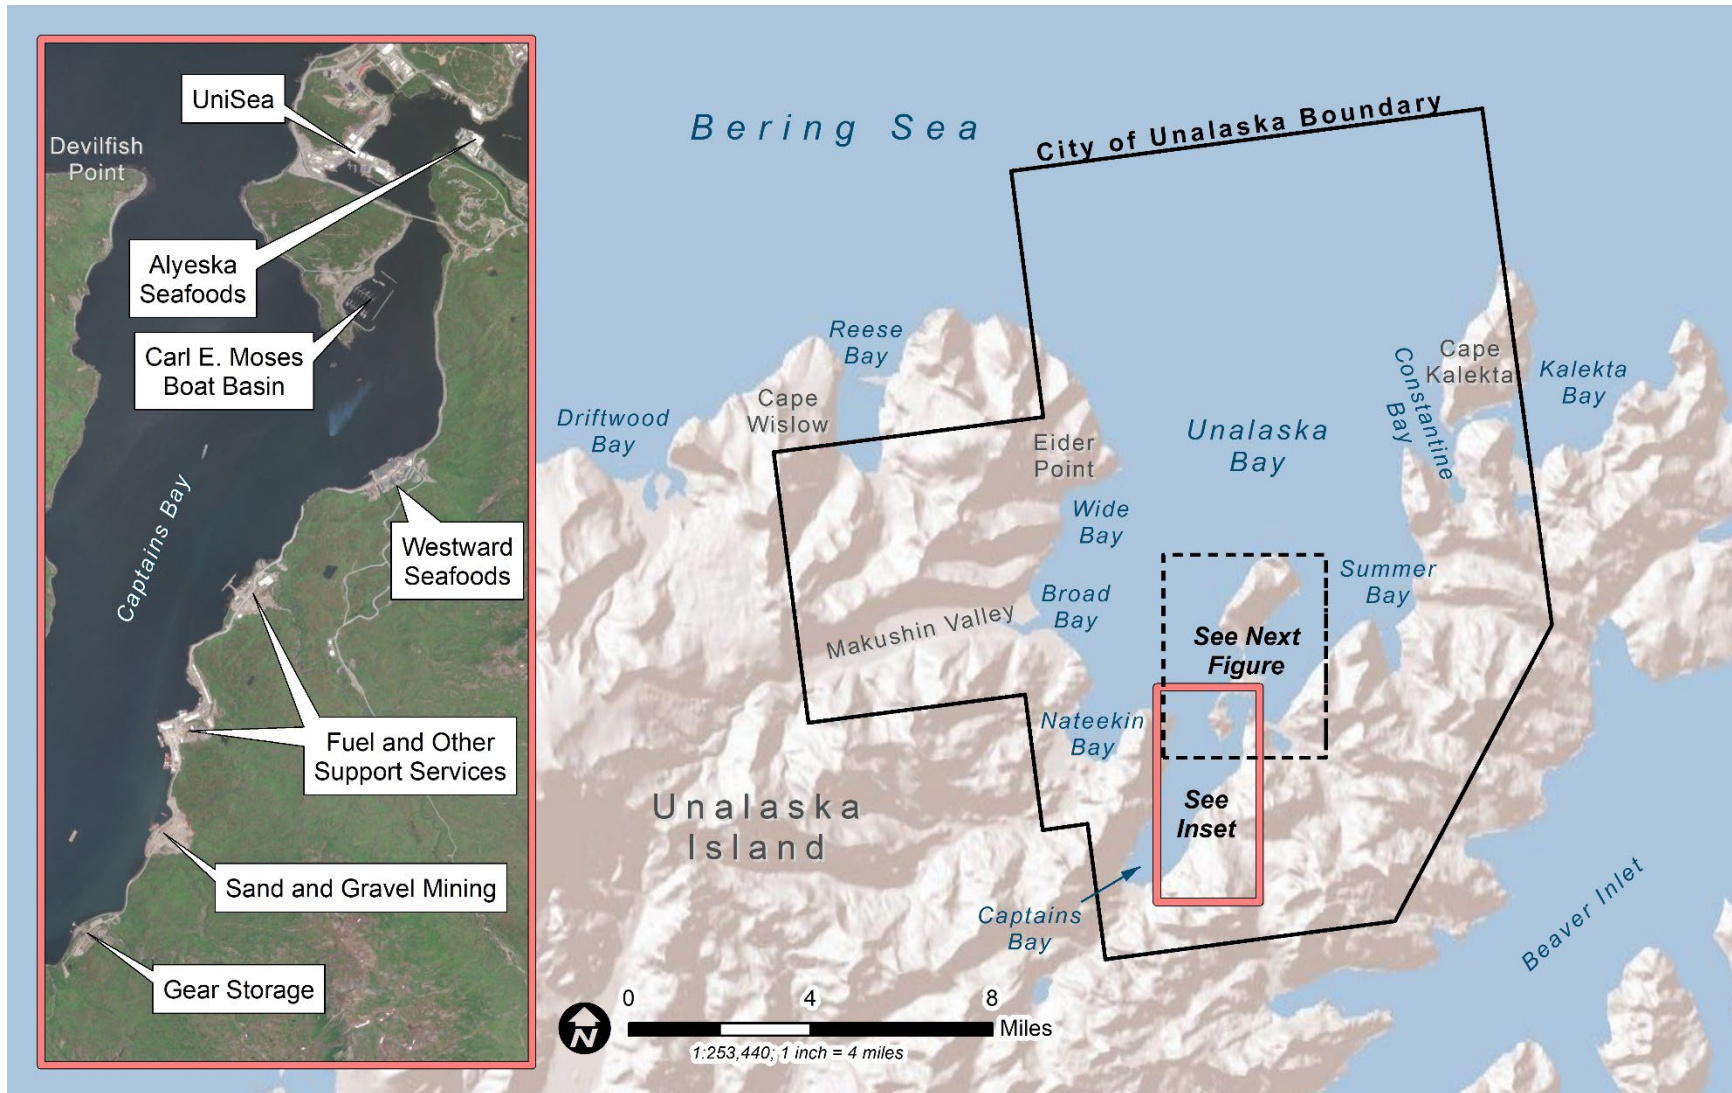 UniSea
Devilfish
Point
Alyeska
Seafoods
Carl E. Moses
Boat Basin
Captains Bay
Westward
Seafoods
Fuel and Other
Support Services
Sand and Gravel Mining
Gear Storage
Bering Sea
City of Unalaska Boundary
Reese
Bay
Cape
Wislow
Driftwood
Bay
Eider
Point
Unalaska
Bay
Constantine
Bay
Cape
Kalekta
Kalekta
Bay
Wide
Bay
Broad
Bay
Summer
Bay
Makushin Valley
See Next
Figure
Nateekin
Bay
See
Inset
Unalaska
Island
Captains
Bay
Beaver Inlet
N
0 4 8
Miles
1:253,440; 1 inch = 4 miles